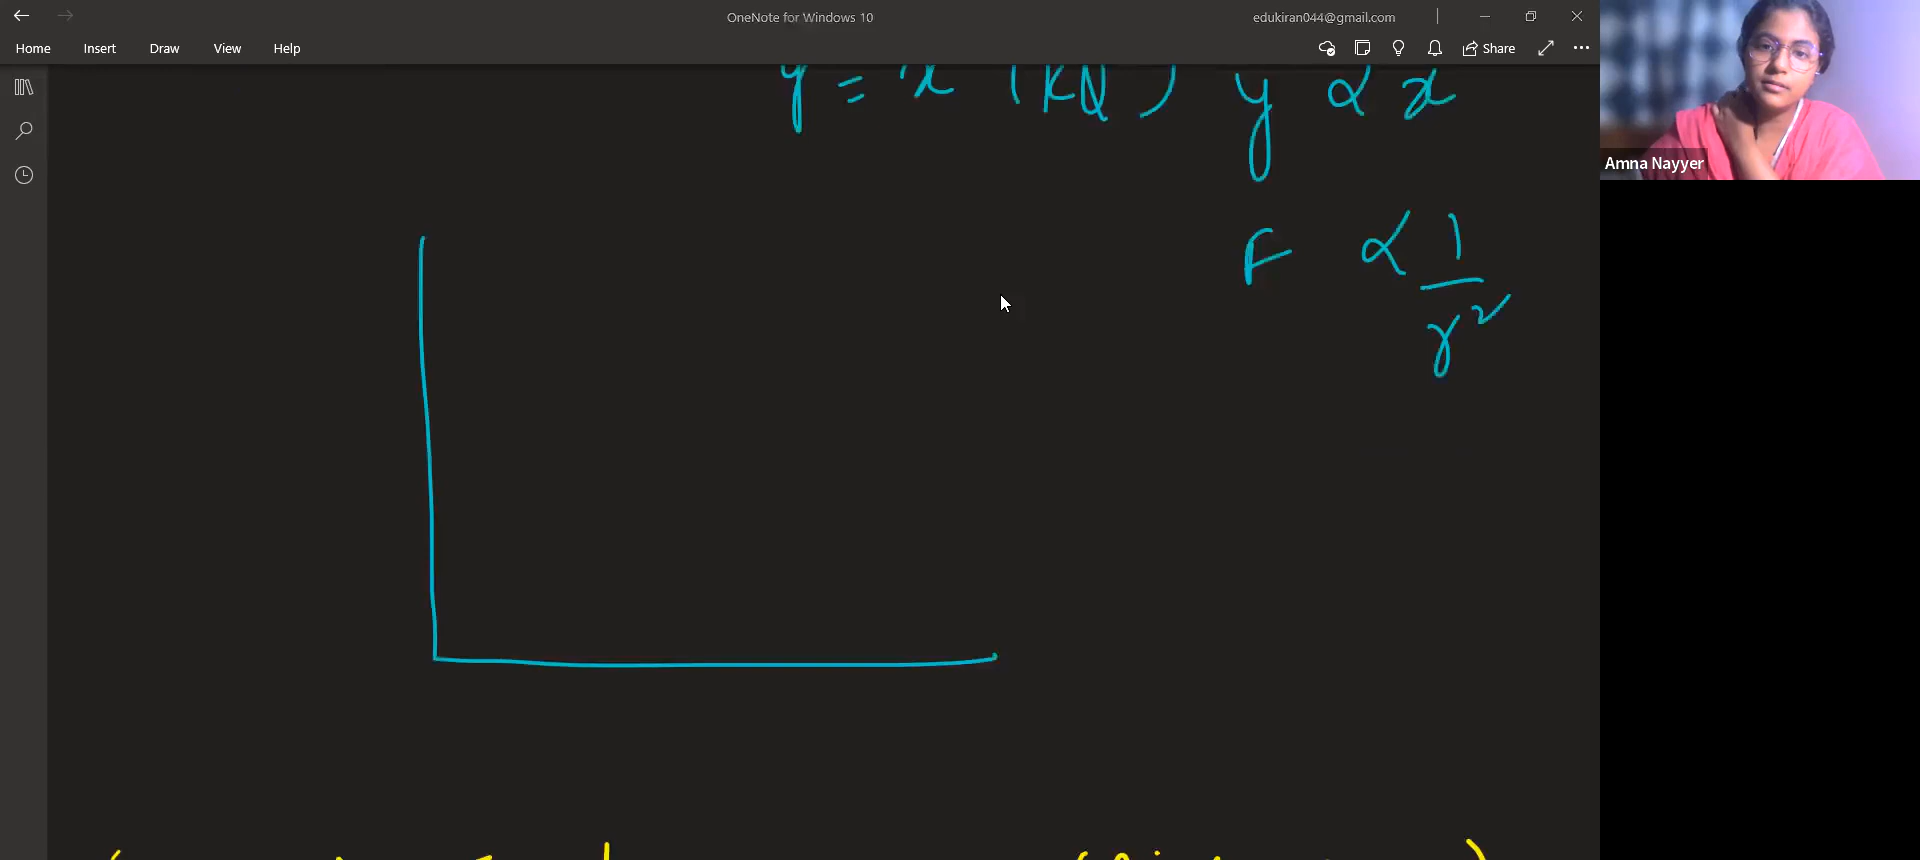 OneNote for Windows 10
edukiran044@gmail.com
Home Insert Draw View Help
Share
Amna Nayyer
y = x (kQ) y α x
F α 1
r²